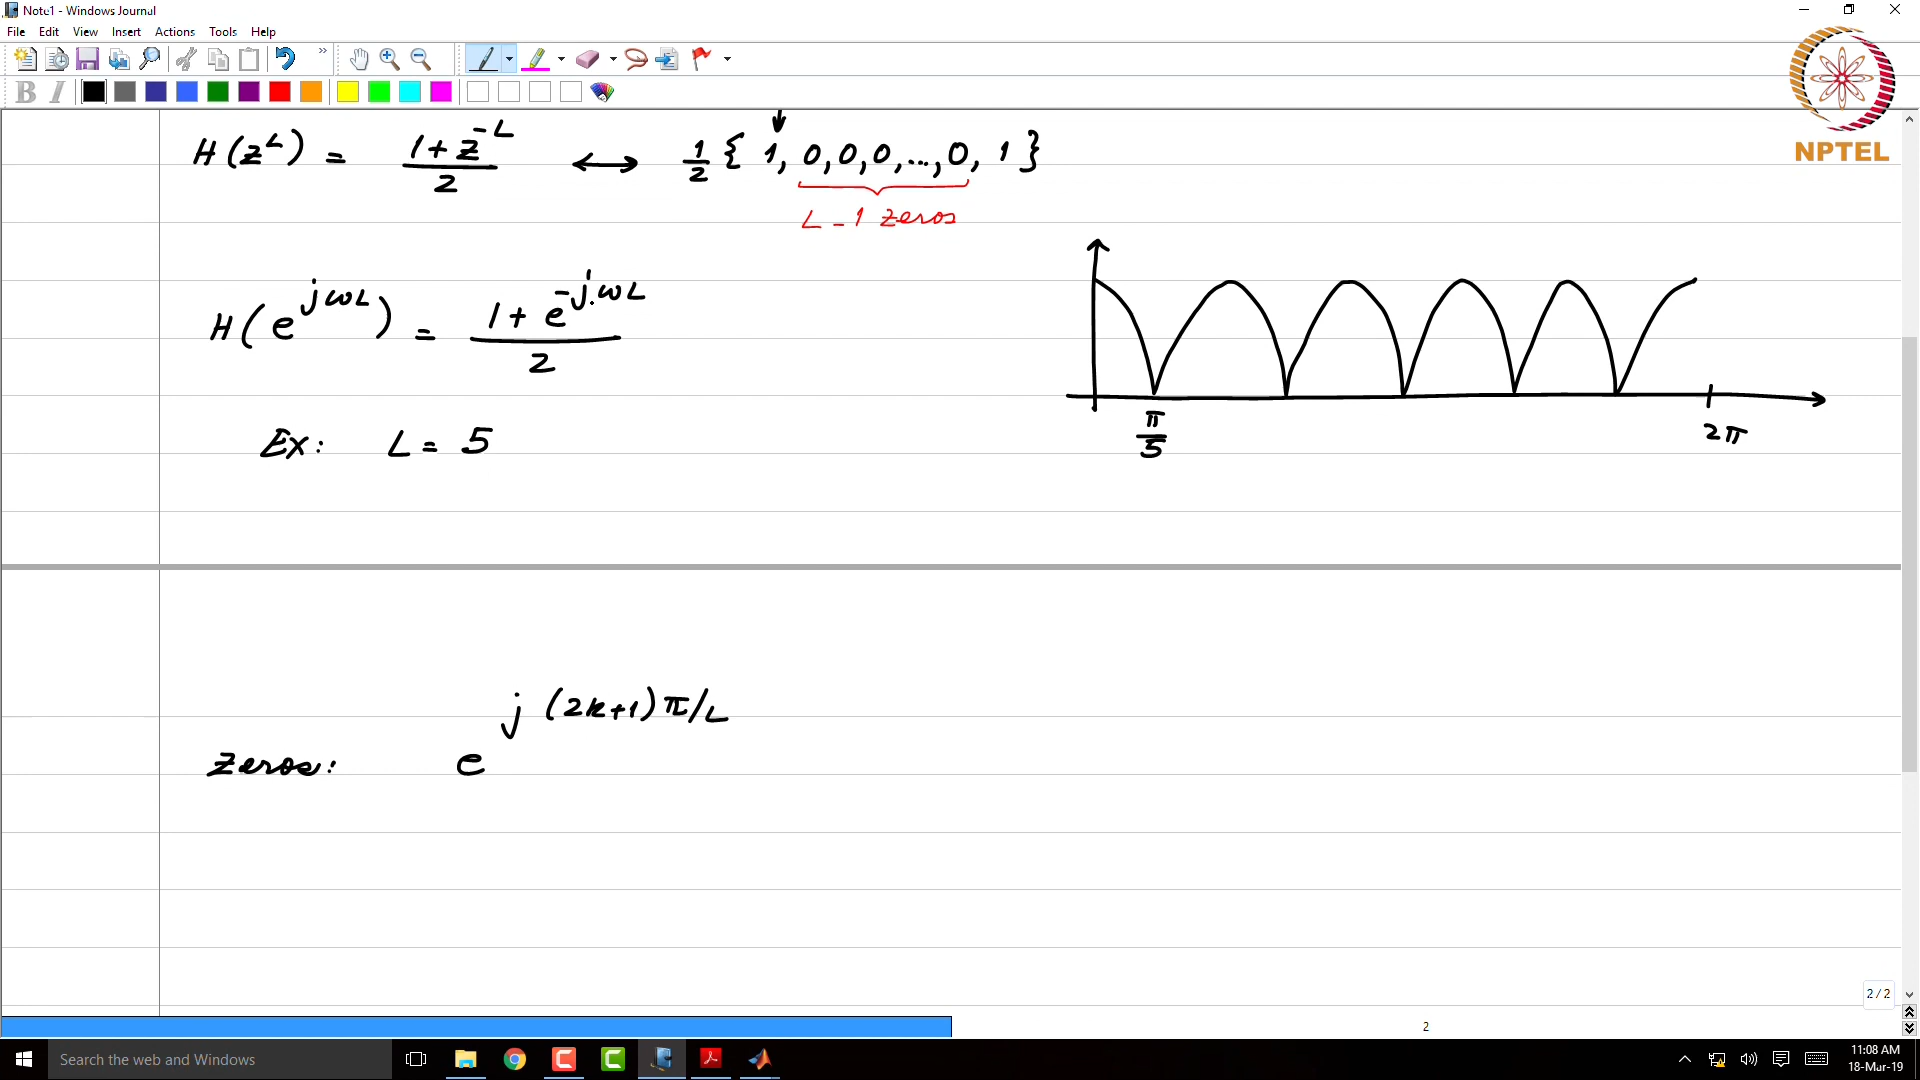 Note1 - Windows Journal
File Edit View Insert Actions Tools Help
B I
NPTEL
H(z^L) = (1 + z^{-L})/2 ↔ 1/2 { 1, 0, 0, 0, ..., 0, 1 }
L - 1 zeros
H(e^{jωL}) = (1 + e^{-jωL})/2
π/5
2π
Ex: L = 5
zeros: e^{j(2k+1)π/L}
2 / 2
2
Search the web and Windows
11:08 AM
18-Mar-19